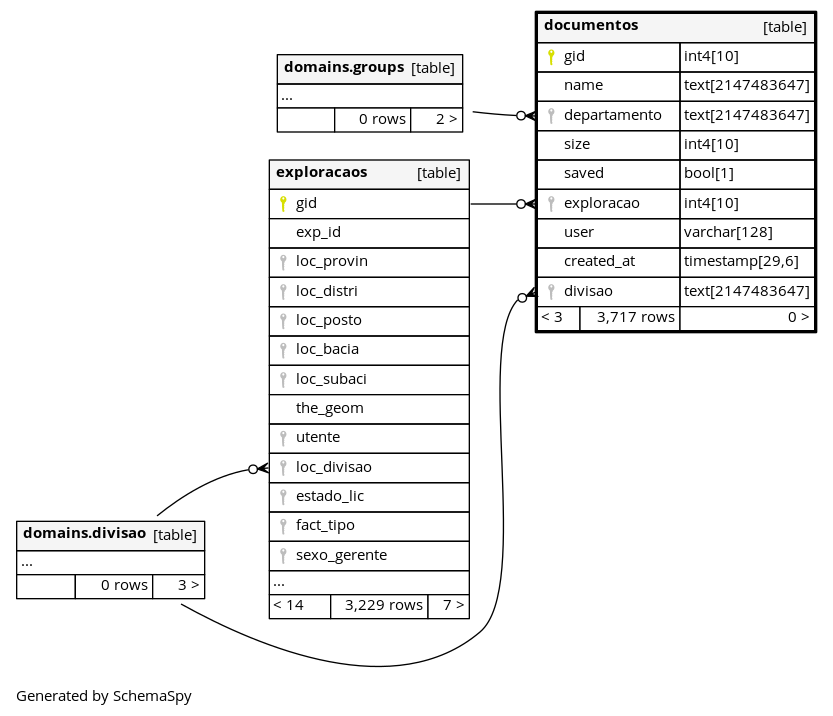 documentos [table]
gid int4[10]
name text[2147483647]
departamento text[2147483647]
size int4[10]
saved bool[1]
exploracao int4[10]
user varchar[128]
created_at timestamp[29,6]
divisao text[2147483647]
< 3 3,717 rows 0 >
domains.groups [table]
...
0 rows 2 >
exploracaos [table]
gid
exp_id
loc_provin
loc_distri
loc_posto
loc_bacia
loc_subaci
the_geom
utente
loc_divisao
estado_lic
fact_tipo
sexo_gerente
...
< 14 3,229 rows 7 >
domains.divisao [table]
...
0 rows 3 >
Generated by SchemaSpy